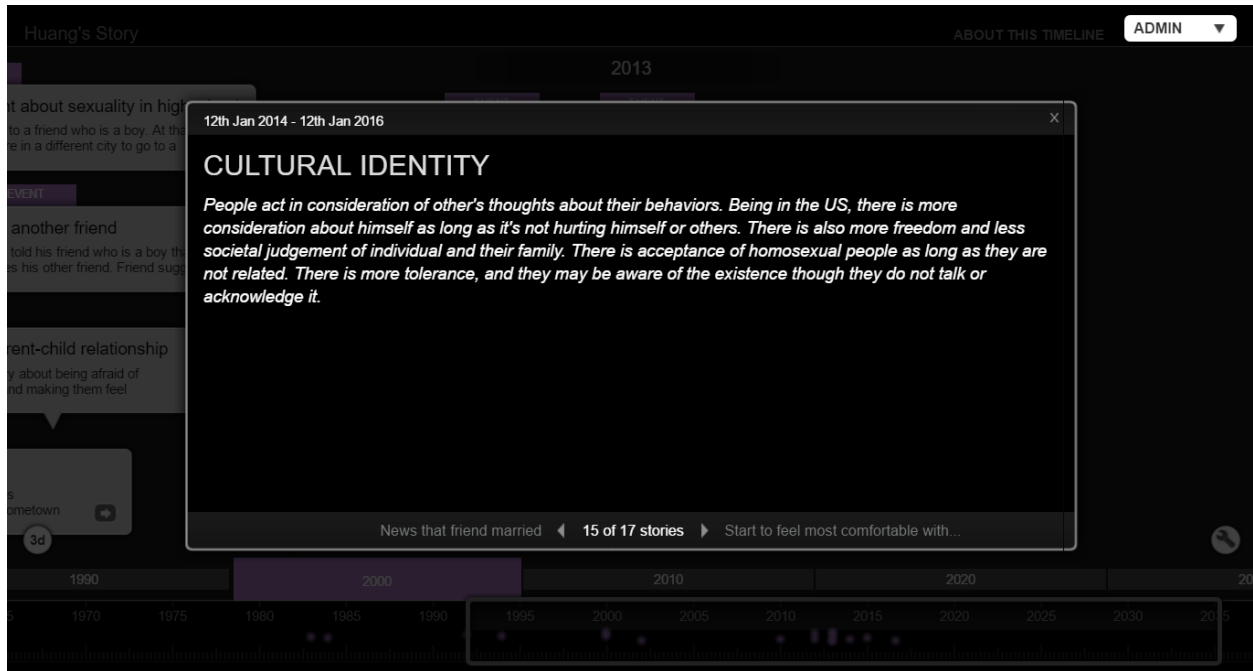 Huang's Story
ABOUT THIS TIMELINE
ADMIN
2013
t about sexuality in high
to a friend who is a boy. At tha
re in a different city to go to a
12th Jan 2014 - 12th Jan 2016
X
CULTURAL IDENTITY
People act in consideration of other's thoughts about their behaviors. Being in the US, there is more
consideration about himself as long as it's not hurting himself or others. There is also more freedom and less
societal judgement of individual and their family. There is acceptance of homosexual people as long as they are
not related. There is more tolerance, and they may be aware of the existence though they do not talk or
acknowledge it.
EVENT
another friend
told his friend who is a boy th
s his other friend. Friend sugg
rent-child relationship
y about being afraid of
nd making them feel
s
ometown
3d
News that friend married
15 of 17 stories
Start to feel most comfortable with...
1990 2000 2010 2020 20
5 1970 1975 1980 1985 1990 1995 2000 2005 2010 2015 2020 2025 2030 2035